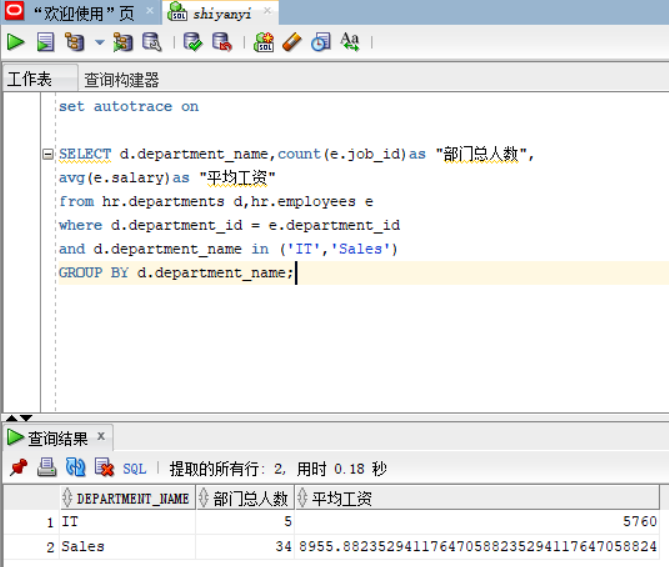 “欢迎使用”页 shiyanyi
工作表 查询构建器
set autotrace on
SELECT d.department_name,count(e.job_id)as "部门总人数",
avg(e.salary)as "平均工资"
from hr.departments d,hr.employees e
where d.department_id = e.department_id
and d.department_name in ('IT','Sales')
GROUP BY d.department_name;
查询结果 x
SQL | 提取的所有行: 2, 用时 0.18 秒
DEPARTMENT_NAME 部门总人数 平均工资
1 IT 5 5760
2 Sales 34 8955.88235294117647058823529411764705882​4